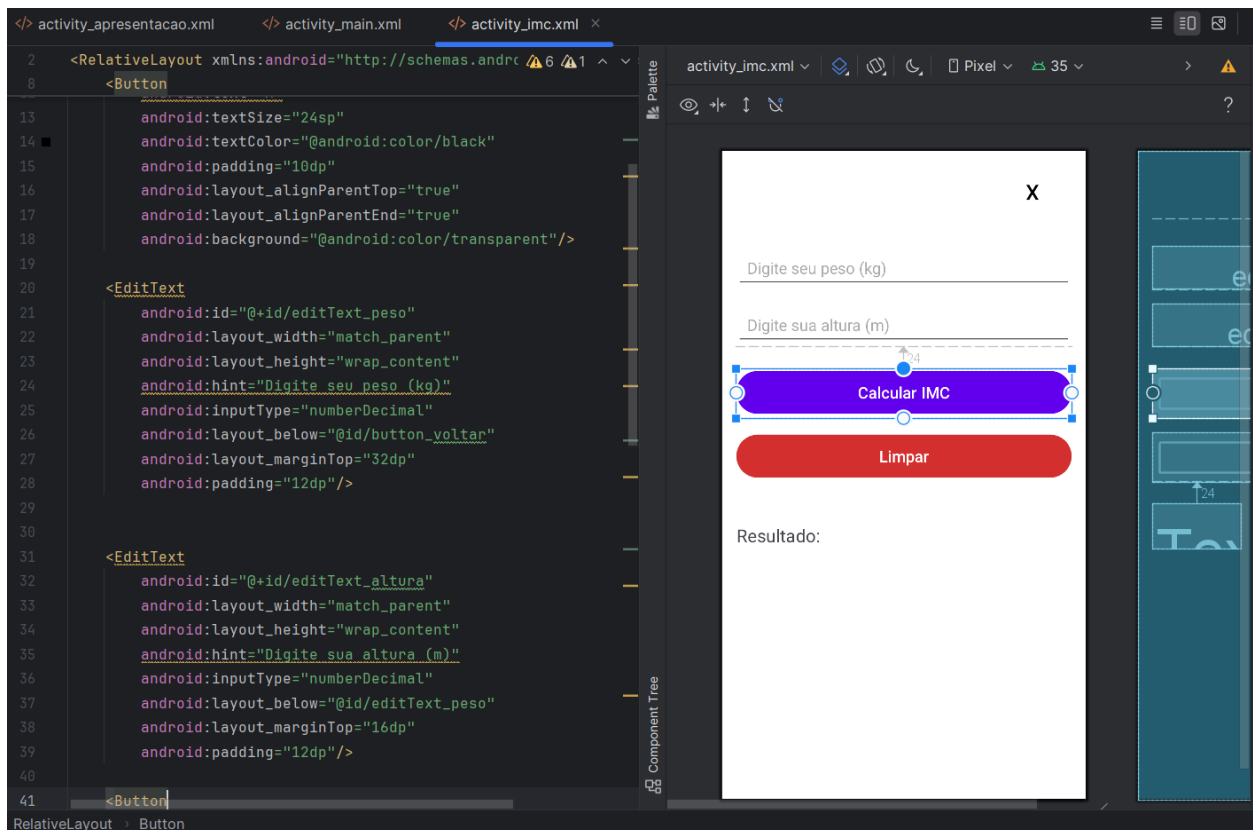 activity_apresentacao.xml
activity_main.xml
activity_imc.xml
2 <RelativeLayout xmlns:android="http://schemas.andr 6 1
8 <Button
13 android:textSize="24sp"
14 android:textColor="@android:color/black"
15 android:padding="10dp"
16 android:layout_alignParentTop="true"
17 android:layout_alignParentEnd="true"
18 android:background="@android:color/transparent"/>
19
20 <EditText
21 android:id="@+id/editText_peso"
22 android:layout_width="match_parent"
23 android:layout_height="wrap_content"
24 android:hint="Digite seu peso (kg)"
25 android:inputType="numberDecimal"
26 android:layout_below="@id/button_voltar"
27 android:layout_marginTop="32dp"
28 android:padding="12dp"/>
29
30
31 <EditText
32 android:id="@+id/editText_altura"
33 android:layout_width="match_parent"
34 android:layout_height="wrap_content"
35 android:hint="Digite sua altura (m)"
36 android:inputType="numberDecimal"
37 android:layout_below="@id/editText_peso"
38 android:layout_marginTop="16dp"
39 android:padding="12dp"/>
40
41 <Button
RelativeLayout > Button
Palette
Component Tree
activity_imc.xml
Pixel
35
?
X
Digite seu peso (kg)
Digite sua altura (m)
24
Calcular IMC
Limpar
Resultado:
24